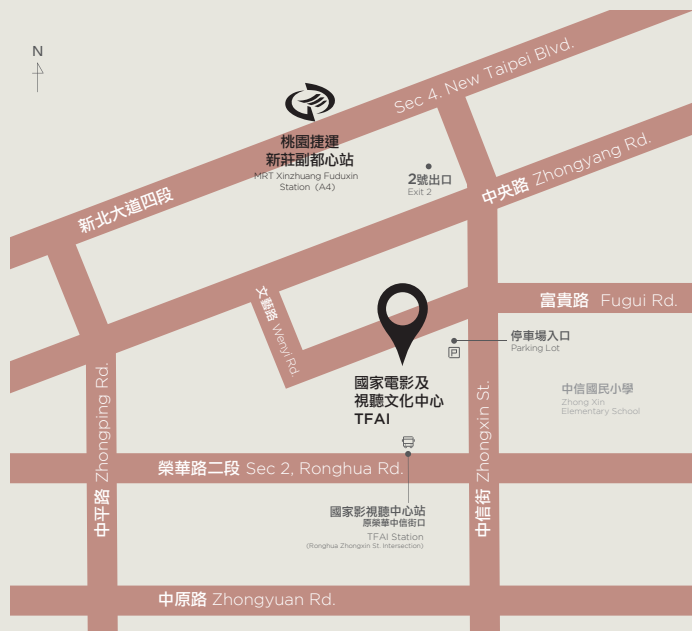 N
Sec 4. New Taipei Blvd.
桃園捷運
新莊副都心站
MRT Xinzhuang Fuduxin
Station (A4)
2號出口
Exit 2
中央路 Zhongyang Rd.
新北大道四段
文藝路 Wenyi Rd.
富貴路 Fugui Rd.
停車場入口
Parking Lot
P
國家電影及
視聽文化中心
TFAI
中信國民小學
Zhong Xin
Elementary School
中平路 Zhongping Rd.
中信街 Zhongxin St.
榮華路二段 Sec 2, Ronghua Rd.
國家影視聽中心站
原榮華中信街口
TFAI Station
(Ronghua Zhongxin St. Intersection)
中原路 Zhongyuan Rd.